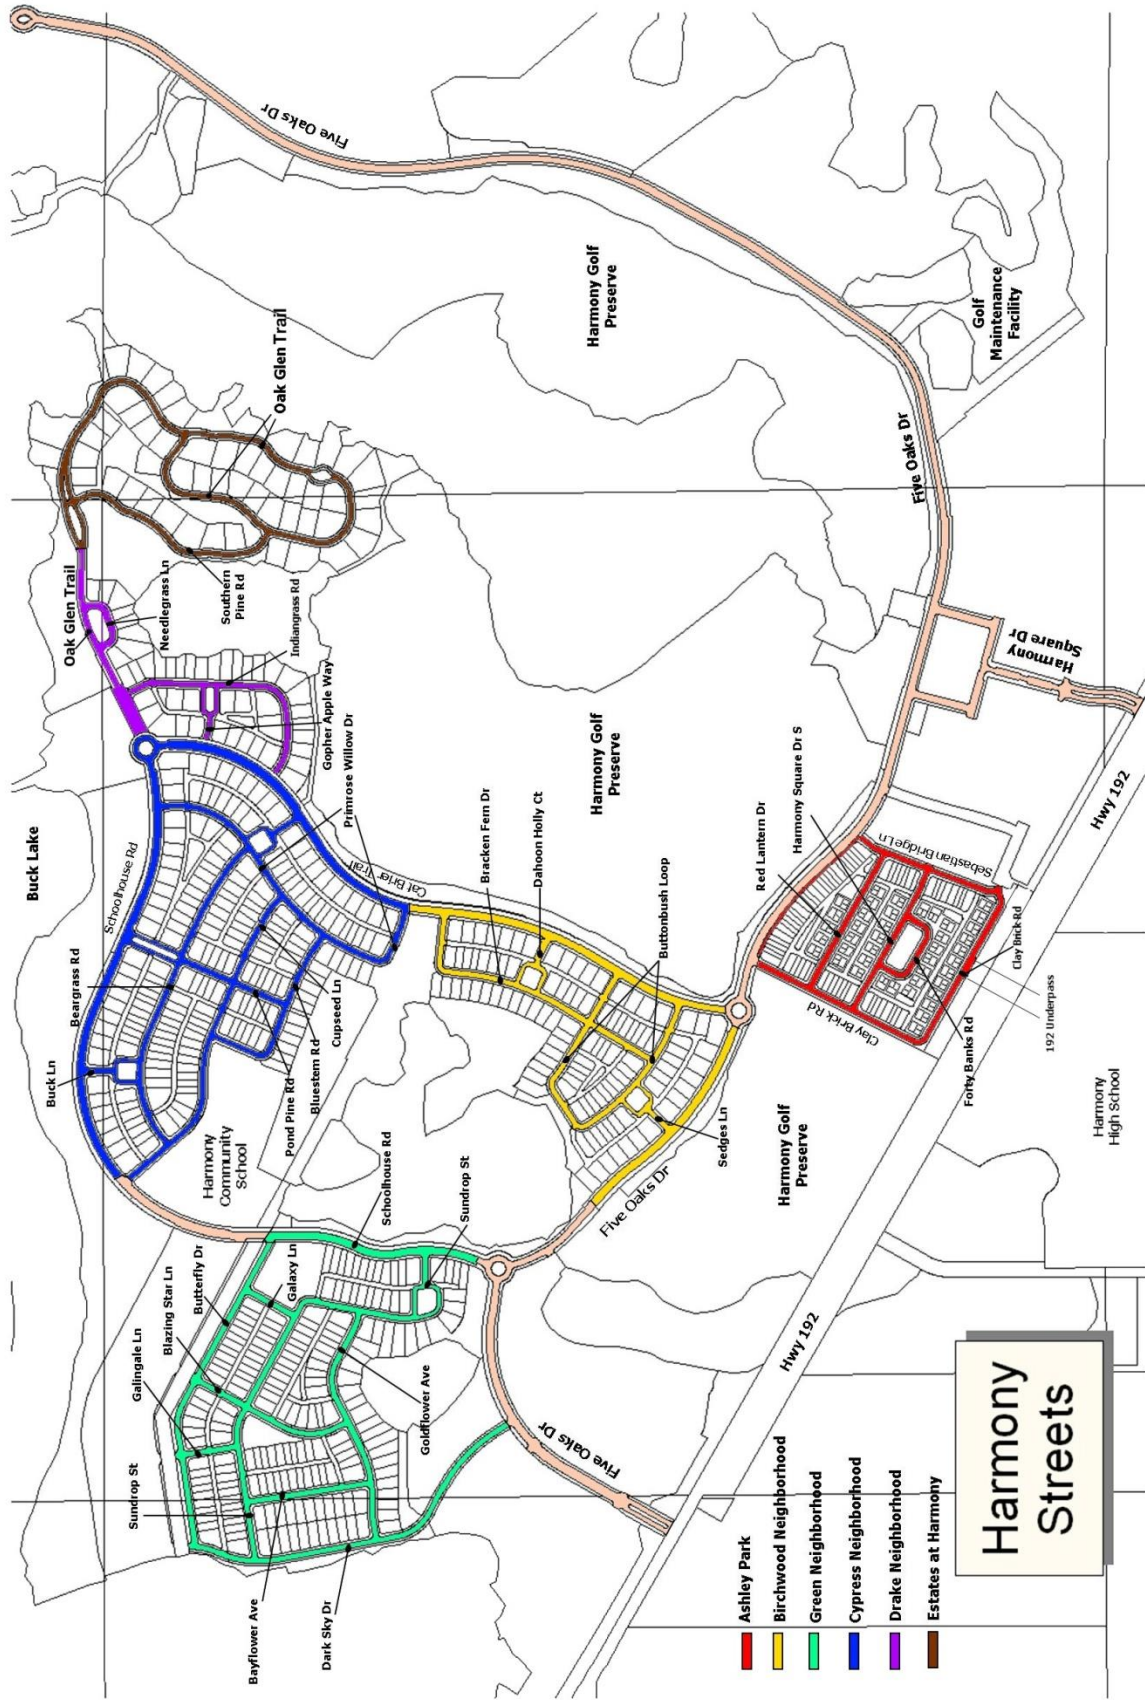 Harmony
Streets
Ashley Park
Birchwood Neighborhood
Green Neighborhood
Cypress Neighborhood
Drake Neighborhood
Estates at Harmony
Buck Lake
Oak Glen Trail
Needlegrass Ln
Southern
Pine Rd
Oak Glen Trail
Indiangrass Rd
Gopher Apple Way
Primrose Willow Dr
Schoolhouse Rd
Beargrass Rd
Buck Ln
Cat Brier Trail
Cupseed Ln
Bluestem Rd
Pond Pine Rd
Harmony
Community
School
Bracken Fern Dr
Dahoon Holly Ct
Buttonbush Loop
Sedges Ln
Five Oaks Dr
Schoolhouse Rd
Sundrop St
Butterfly Dr
Galaxy Ln
Blazing Star Ln
Galingale Ln
Goldflower Ave
Sundrop St
Bayflower Ave
Dark Sky Dr
Five Oaks Dr
Hwy 192
Harmony Golf
Preserve
Harmony Golf
Preserve
Harmony Golf
Preserve
Five Oaks Dr
Five Oaks Dr
Golf
Maintenance
Facility
Harmony
Square Dr
Hwy 192
Red Lantern Dr
Harmony Square Dr S
Sebastian Bridge Ln
Clay Brick Rd
Clay Brick Rd
Forty Banks Rd
192 Underpass
Harmony
High School